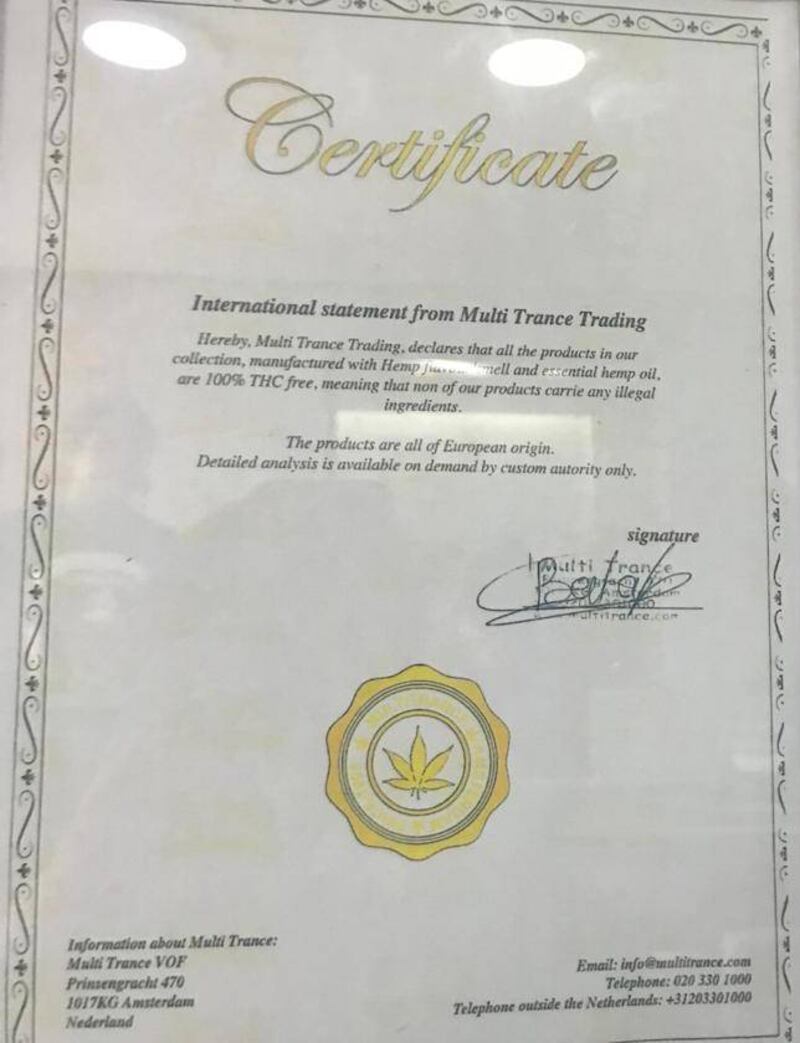 Certificate
International statement from Multi Trance Trading
Hereby, Multi Trance Trading, declares that all the products in our
collection, manufactured with Hemp smell and essential hemp oil,
are 100% THC free, meaning that non of our products carrie any illegal
ingredients.
The products are all of European origin.
Detailed analysis is available on demand by custom autority only.
signature
Multi Trance
Amsterdam
multitrance.com
Information about Multi Trance:
Multi Trance VOF
Prinsengracht 470
1017KG Amsterdam
Nederland
Email: info@multitrance.com
Telephone: 020 330 1000
Telephone outside the Netherlands: +31203301000